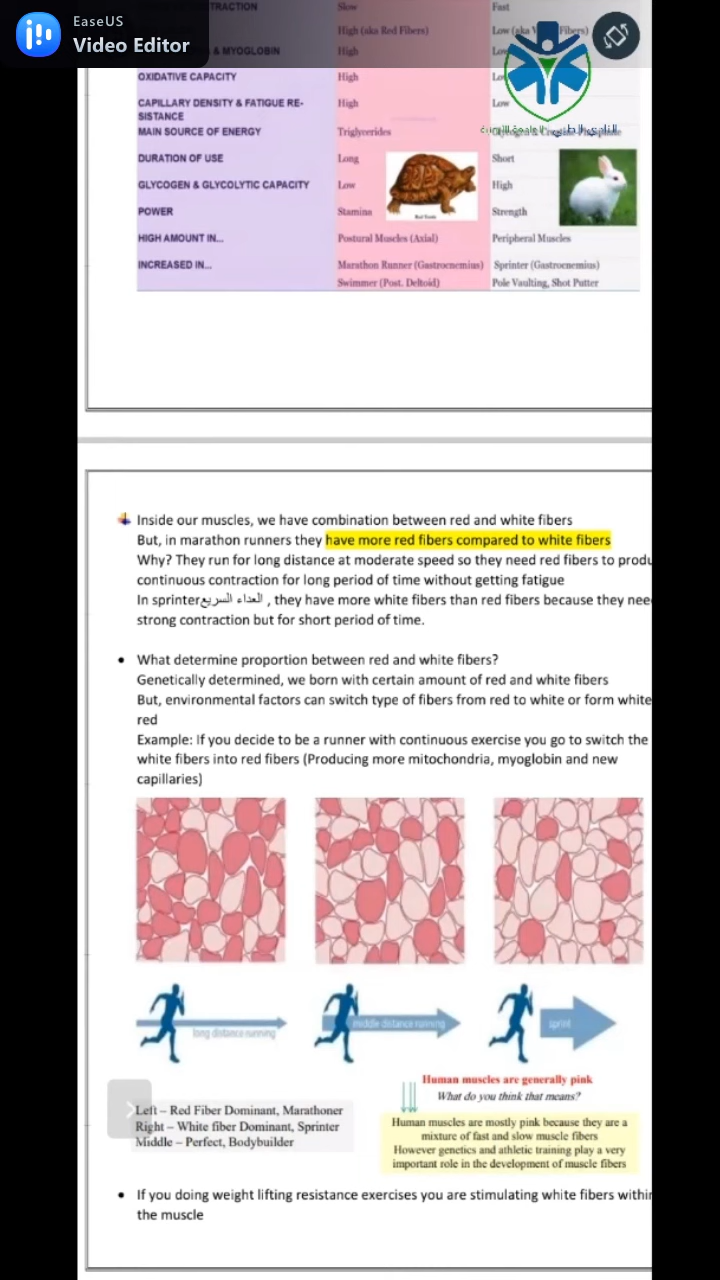 EaseUS
Video Editor
TRACTION Slow Fast
High (aka Red Fibers) Low (aka Fibers)
& MYOGLOBIN High Low
OXIDATIVE CAPACITY High
CAPILLARY DENSITY & FATIGUE RE-
SISTANCE High Low
MAIN SOURCE OF ENERGY Triglycerides
DURATION OF USE Long Short
GLYCOGEN & GLYCOLYTIC CAPACITY Low High
POWER Stamina Strength
HIGH AMOUNT IN... Postural Muscles (Axial) Peripheral Muscles
INCREASED IN... Marathon Runner (Gastrocnemius) Sprinter (Gastrocnemius)
Swimmer (Post. Deltoid) Pole Vaulting, Shot Putter
Inside our muscles, we have combination between red and white fibers
But, in marathon runners they have more red fibers compared to white fibers
Why? They run for long distance at moderate speed so they need red fibers to produ
continuous contraction for long period of time without getting fatigue
In sprinter العداء السريع , they have more white fibers than red fibers because they nee
strong contraction but for short period of time.
What determine proportion between red and white fibers?
Genetically determined, we born with certain amount of red and white fibers
But, environmental factors can switch type of fibers from red to white or form white
red
Example: If you decide to be a runner with continuous exercise you go to switch the
white fibers into red fibers (Producing more mitochondria, myoglobin and new
capillaries)
long distance running
middle distance running
sprint
Human muscles are generally pink
What do you think that means?
Left – Red Fiber Dominant, Marathoner
Right – White fiber Dominant, Sprinter
Middle – Perfect, Bodybuilder
Human muscles are mostly pink because they are a
mixture of fast and slow muscle fibers
However genetics and athletic training play a very
important role in the development of muscle fibers
If you doing weight lifting resistance exercises you are stimulating white fibers within
the muscle